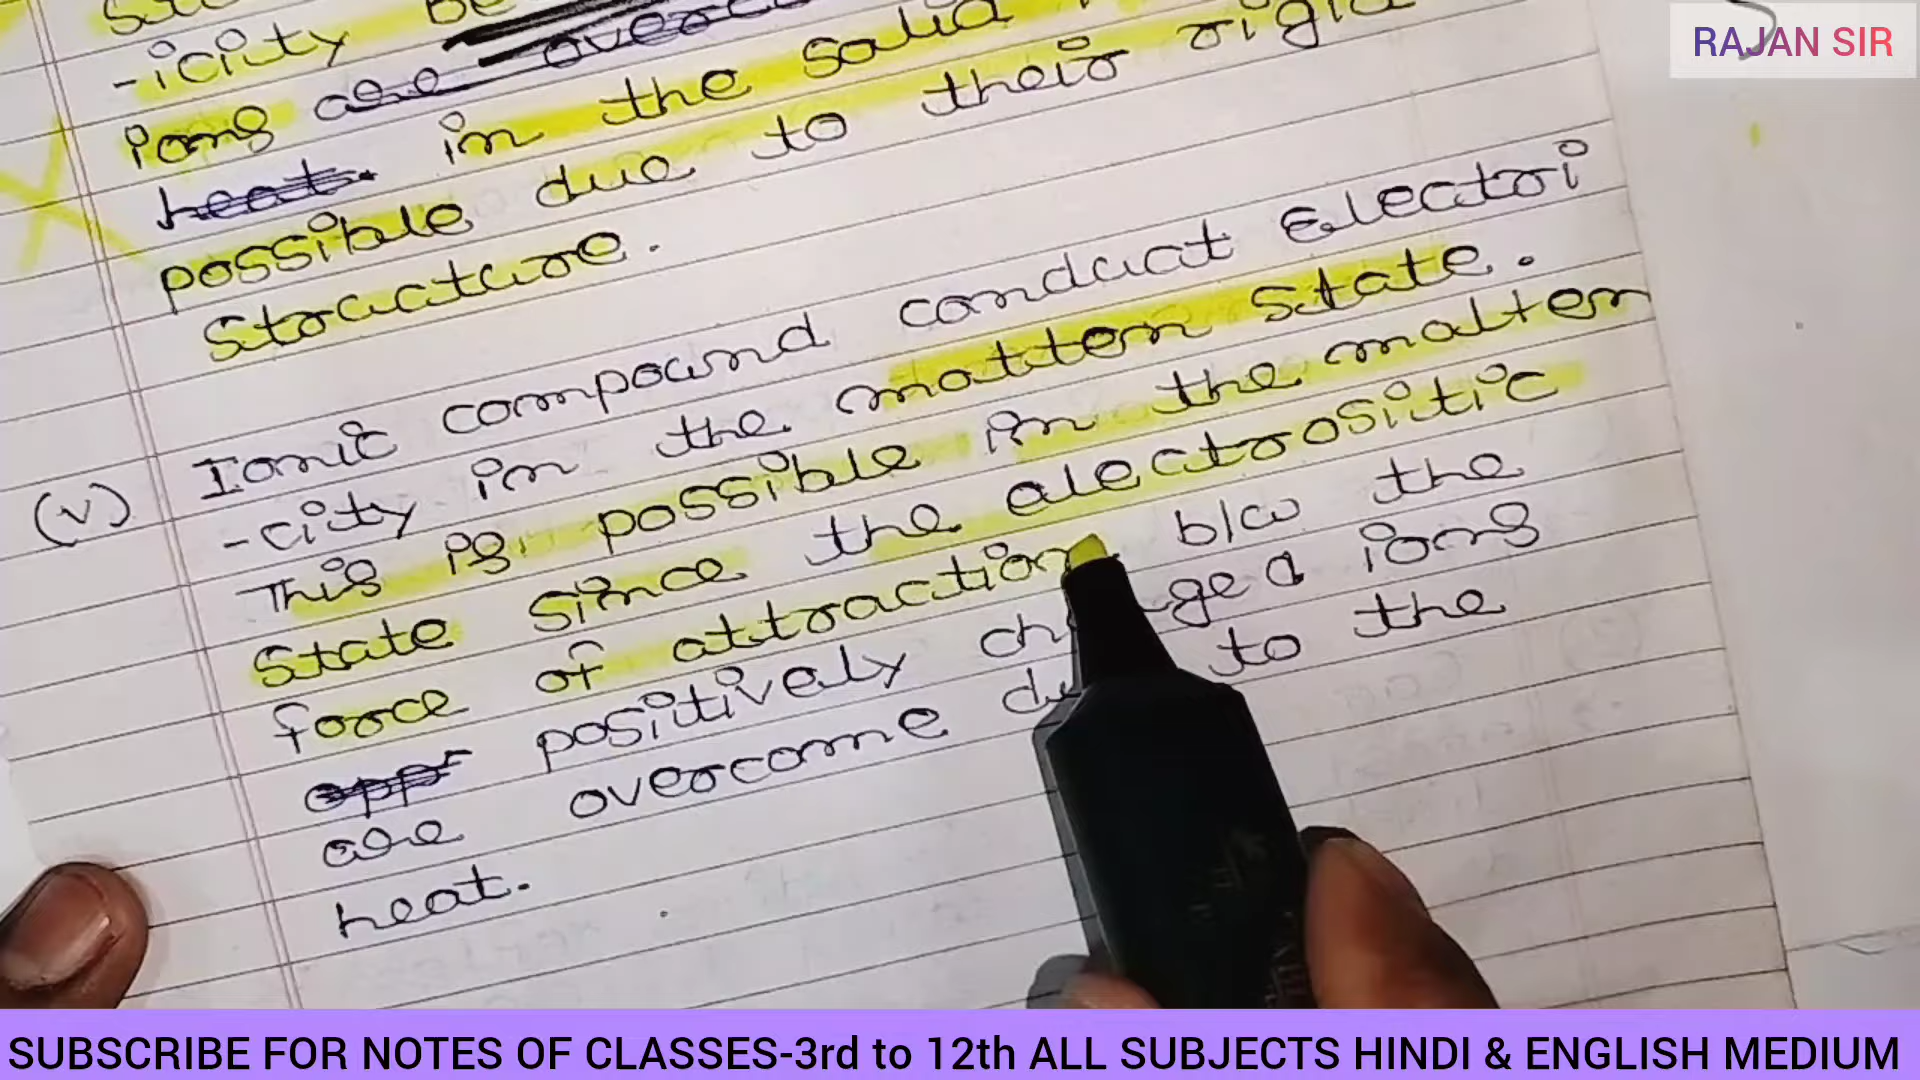 RAJAN SIR
-icity
ions are in the solid
heat. possible due to their rigid
Structure.
(v) Ionic compound conduct Electri
-city in the molten State.
This is possible in the molten
State since the electrositic
force of attraction b/w the
opp positively charged ions
are overcome due to the
heat.
SUBSCRIBE FOR NOTES OF CLASSES-3rd to 12th ALL SUBJECTS HINDI & ENGLISH MEDIUM